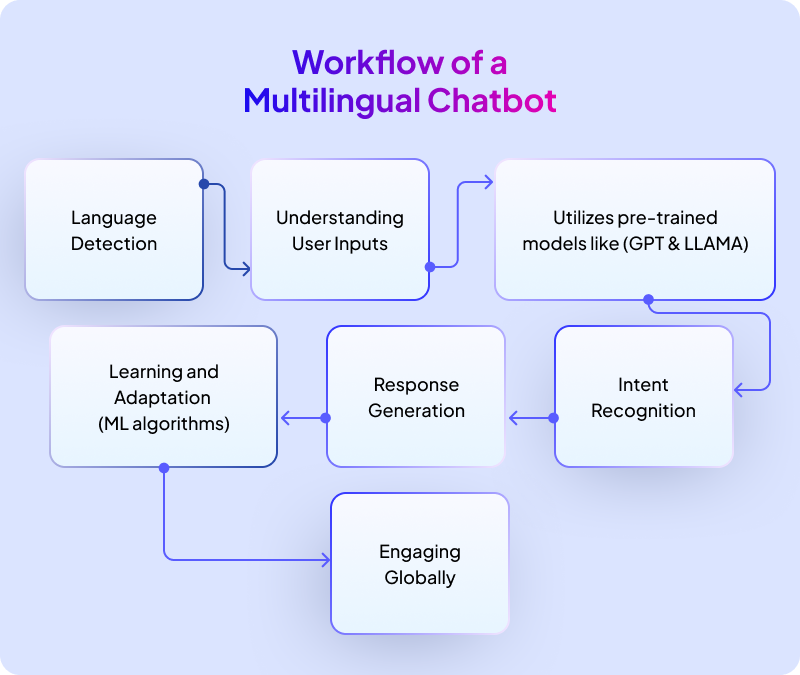 Workflow of a
Multilingual Chatbot
Language
Detection
Understanding
User Inputs
Utilizes pre-trained
models like (GPT & LLAMA)
Intent
Recognition
Response
Generation
Learning and
Adaptation
(ML algorithms)
Engaging
Globally